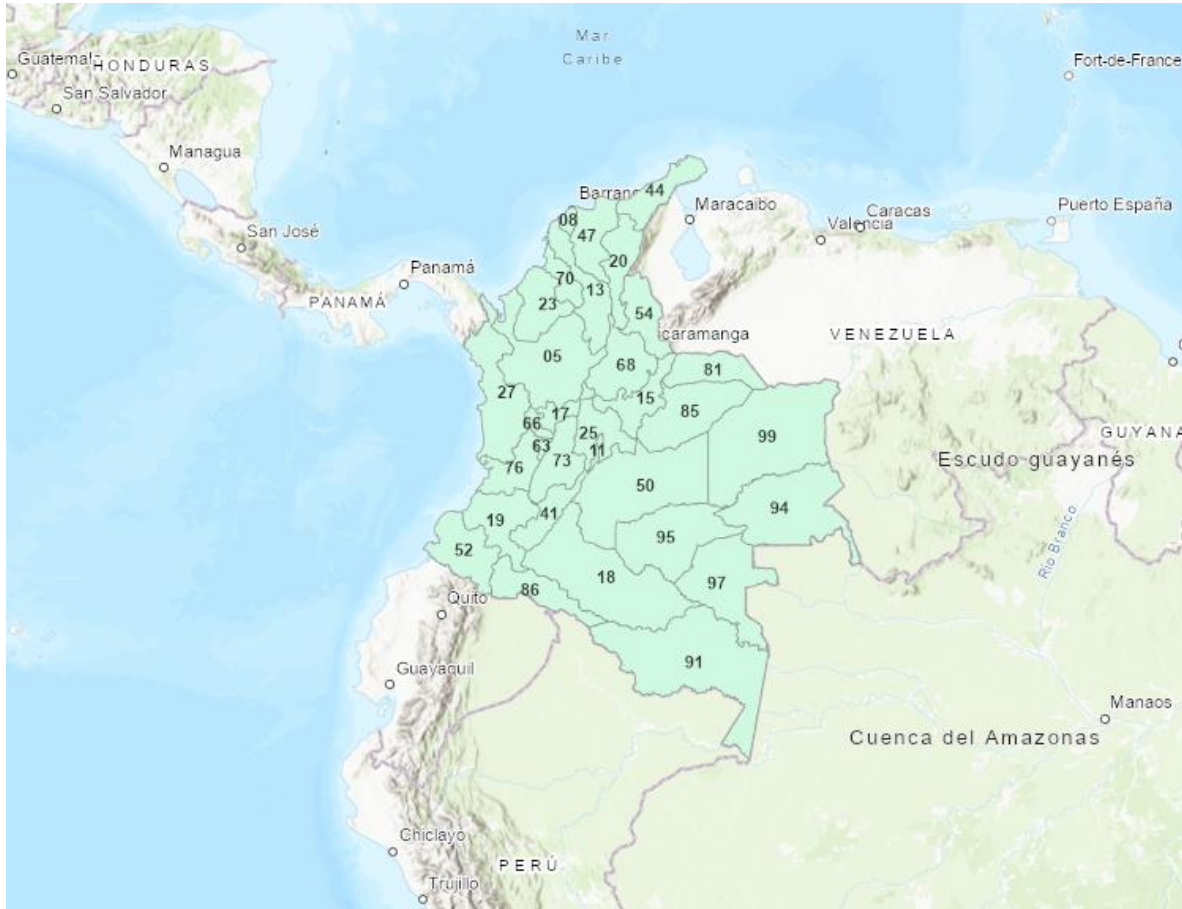 Mar
Caribe
Guatemala
HONDURAS
San Salvador
Managua
Fort-de-France
San José
Panamá
PANAMÁ
Barran
44
Maracaibo
Valencia
Caracas
Puerto España
08
47
20
70
13
23
54
icaramanga
VENEZUELA
05
68
81
27
15
85
17
66
25
99
63
11
73
76
GUYANA
Escudo guayanés
50
94
19
41
95
52
18
97
86
Rio Branco
Quito
91
Guayaquil
Manaos
Cuenca del Amazonas
Chiclayo
PERÚ
Trujillo